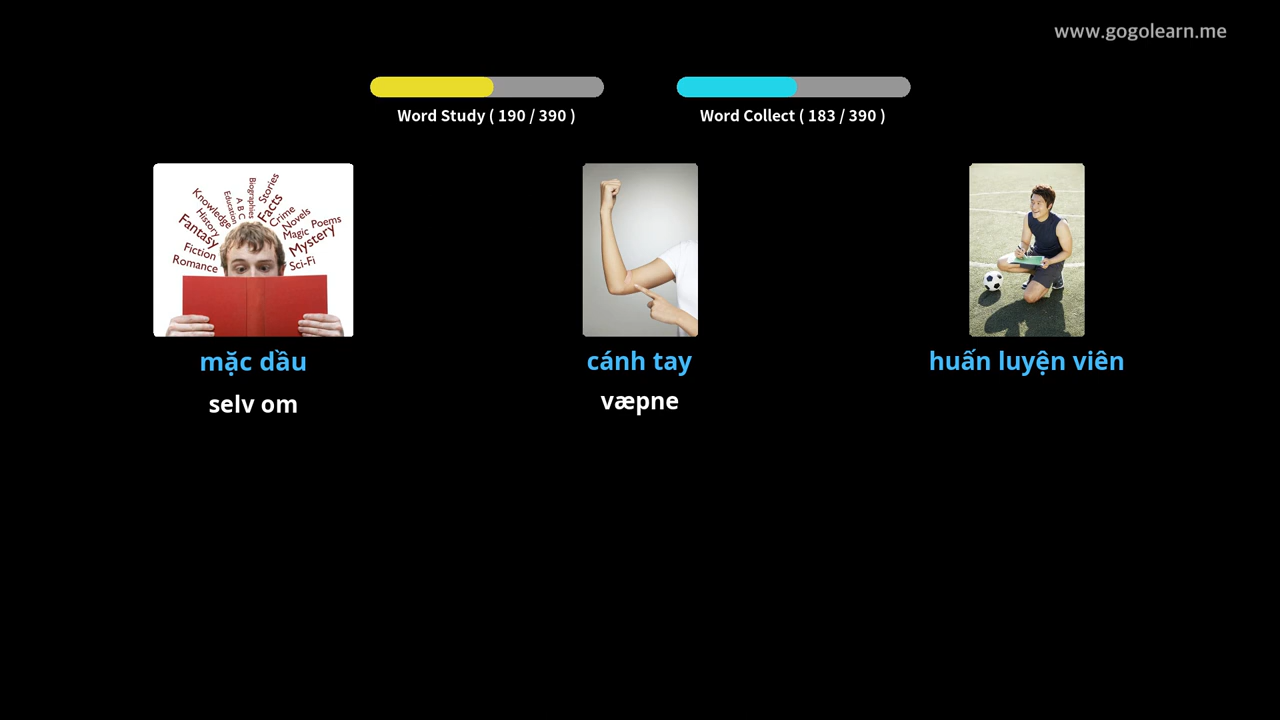 www.gogolearn.me
Word Study ( 190 / 390 )
Word Collect ( 183 / 390 )
Stories
Biographies
Facts
A B C
Education
Knowledge
Crime
Novels
History
Poems
Magic
Fantasy
Mystery
Fiction
Sci-Fi
Romance
mặc dầu
cánh tay
huấn luyện viên
selv om
væpne